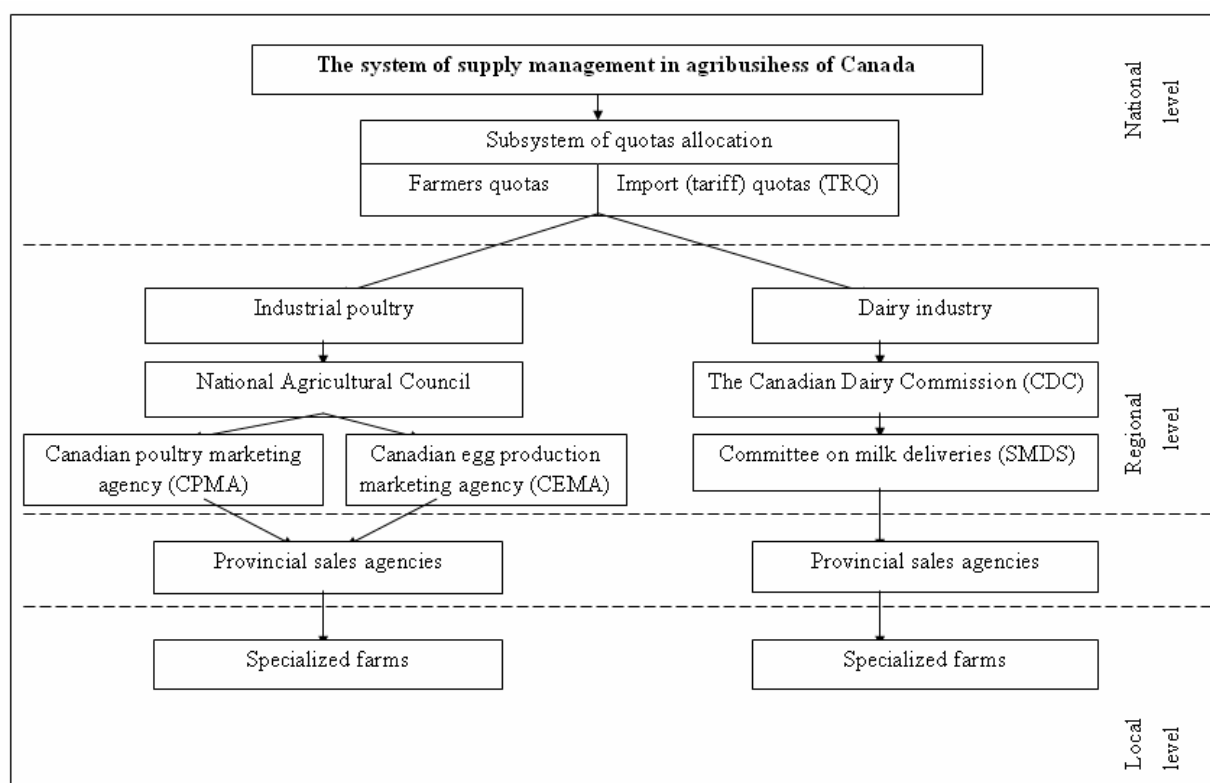 The system of supply management in agribusihess of Canada
National
level
Subsystem of quotas allocation
Farmers quotas
Import (tariff) quotas (TRQ)
Industrial poultry
Dairy industry
National Agricultural Council
The Canadian Dairy Commission (CDC)
Regional
level
Canadian poultry marketing
agency (CPMA)
Canadian egg production
marketing agency (CEMA)
Committee on milk deliveries (SMDS)
Provincial sales agencies
Provincial sales agencies
Specialized farms
Specialized farms
Local
level